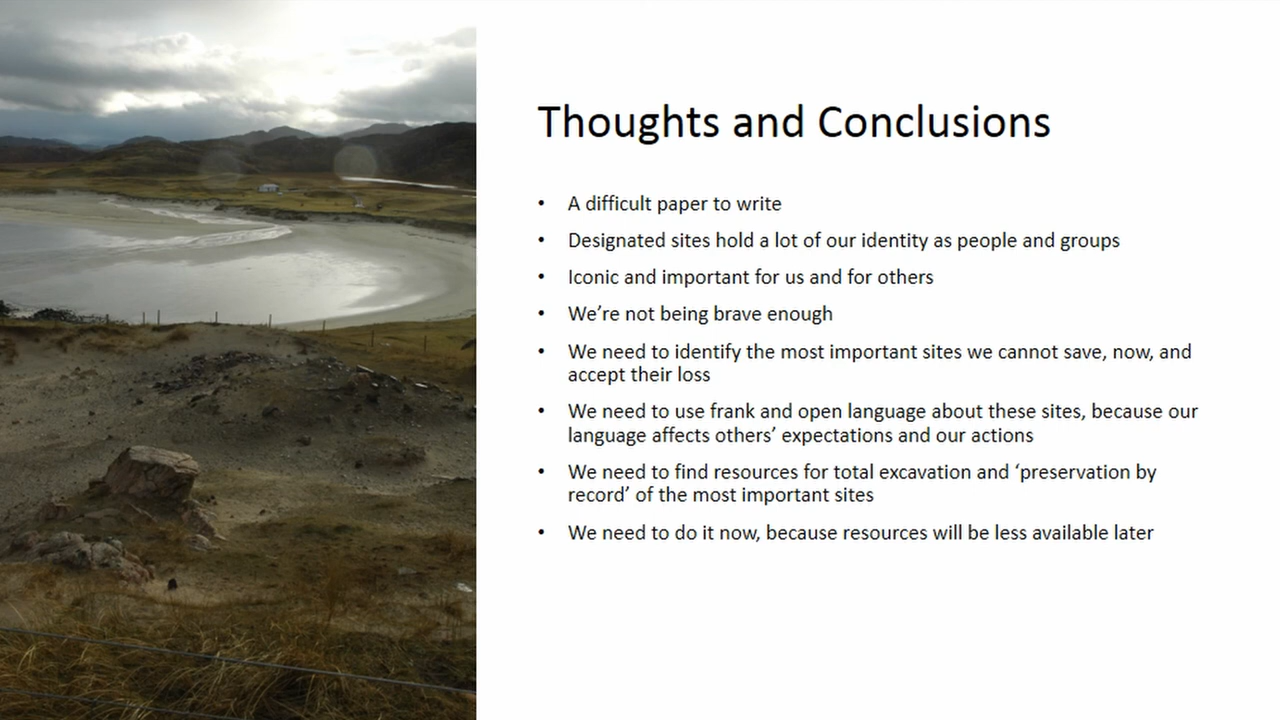 Thoughts and Conclusions
• A difficult paper to write
• Designated sites hold a lot of our identity as people and groups
• Iconic and important for us and for others
• We’re not being brave enough
• We need to identify the most important sites we cannot save, now, and
accept their loss
• We need to use frank and open language about these sites, because our
language affects others’ expectations and our actions
• We need to find resources for total excavation and ‘preservation by
record’ of the most important sites
• We need to do it now, because resources will be less available later